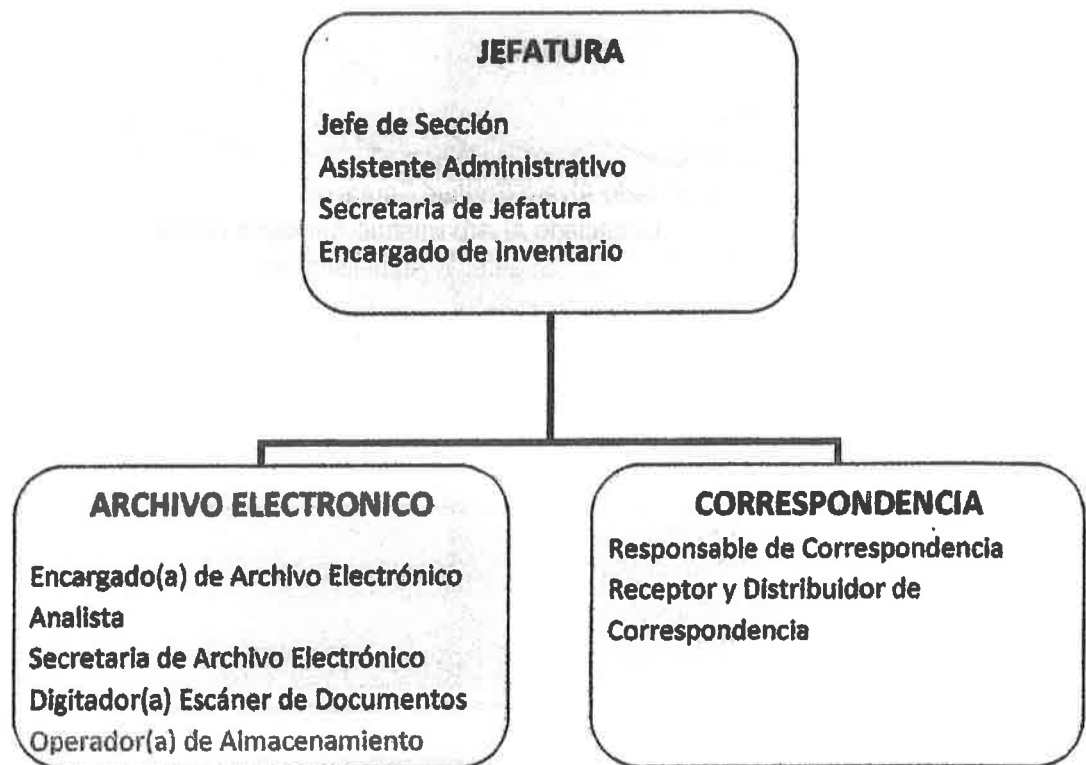 JEFATURA
Jefe de Sección
Asistente Administrativo
Secretaria de Jefatura
Encargado de Inventario
ARCHIVO ELECTRONICO
Encargado(a) de Archivo Electrónico
Analista
Secretaria de Archivo Electrónico
Digitador(a) Escáner de Documentos
Operador(a) de Almacenamiento
CORRESPONDENCIA
Responsable de Correspondencia
Receptor y Distribuidor de
Correspondencia